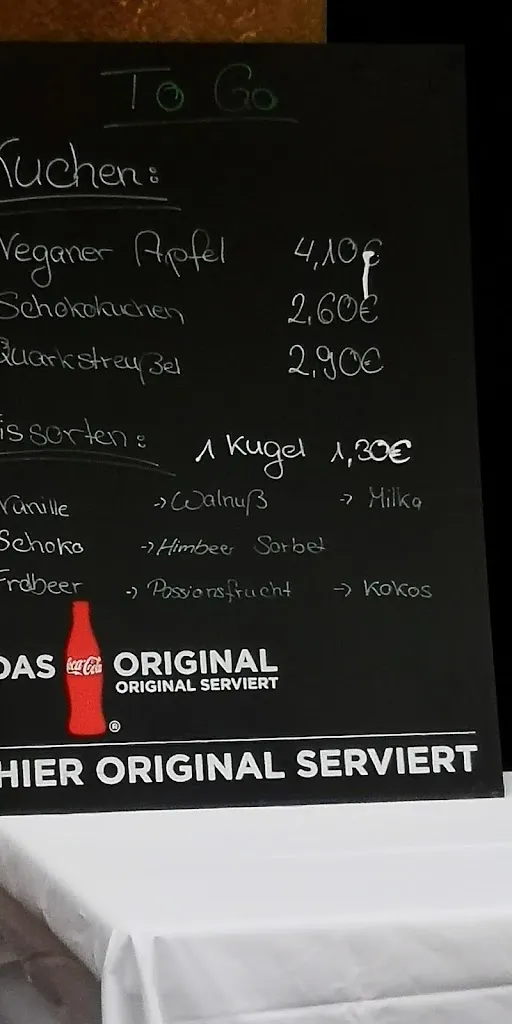 To Go
Kuchen:
Veganer Apfel 4,10€
Schokokuchen 2,60€
Quarkstreußel 2,90€
issorten: 1 Kugel 1,30€
Vanille -> Walnuß -> Milka
Schoko -> Himbeer Sorbet
Erdbeer -> Passionsfrucht -> Kokos
DAS Coca-Cola ORIGINAL
ORIGINAL SERVIERT
®
HIER ORIGINAL SERVIERT